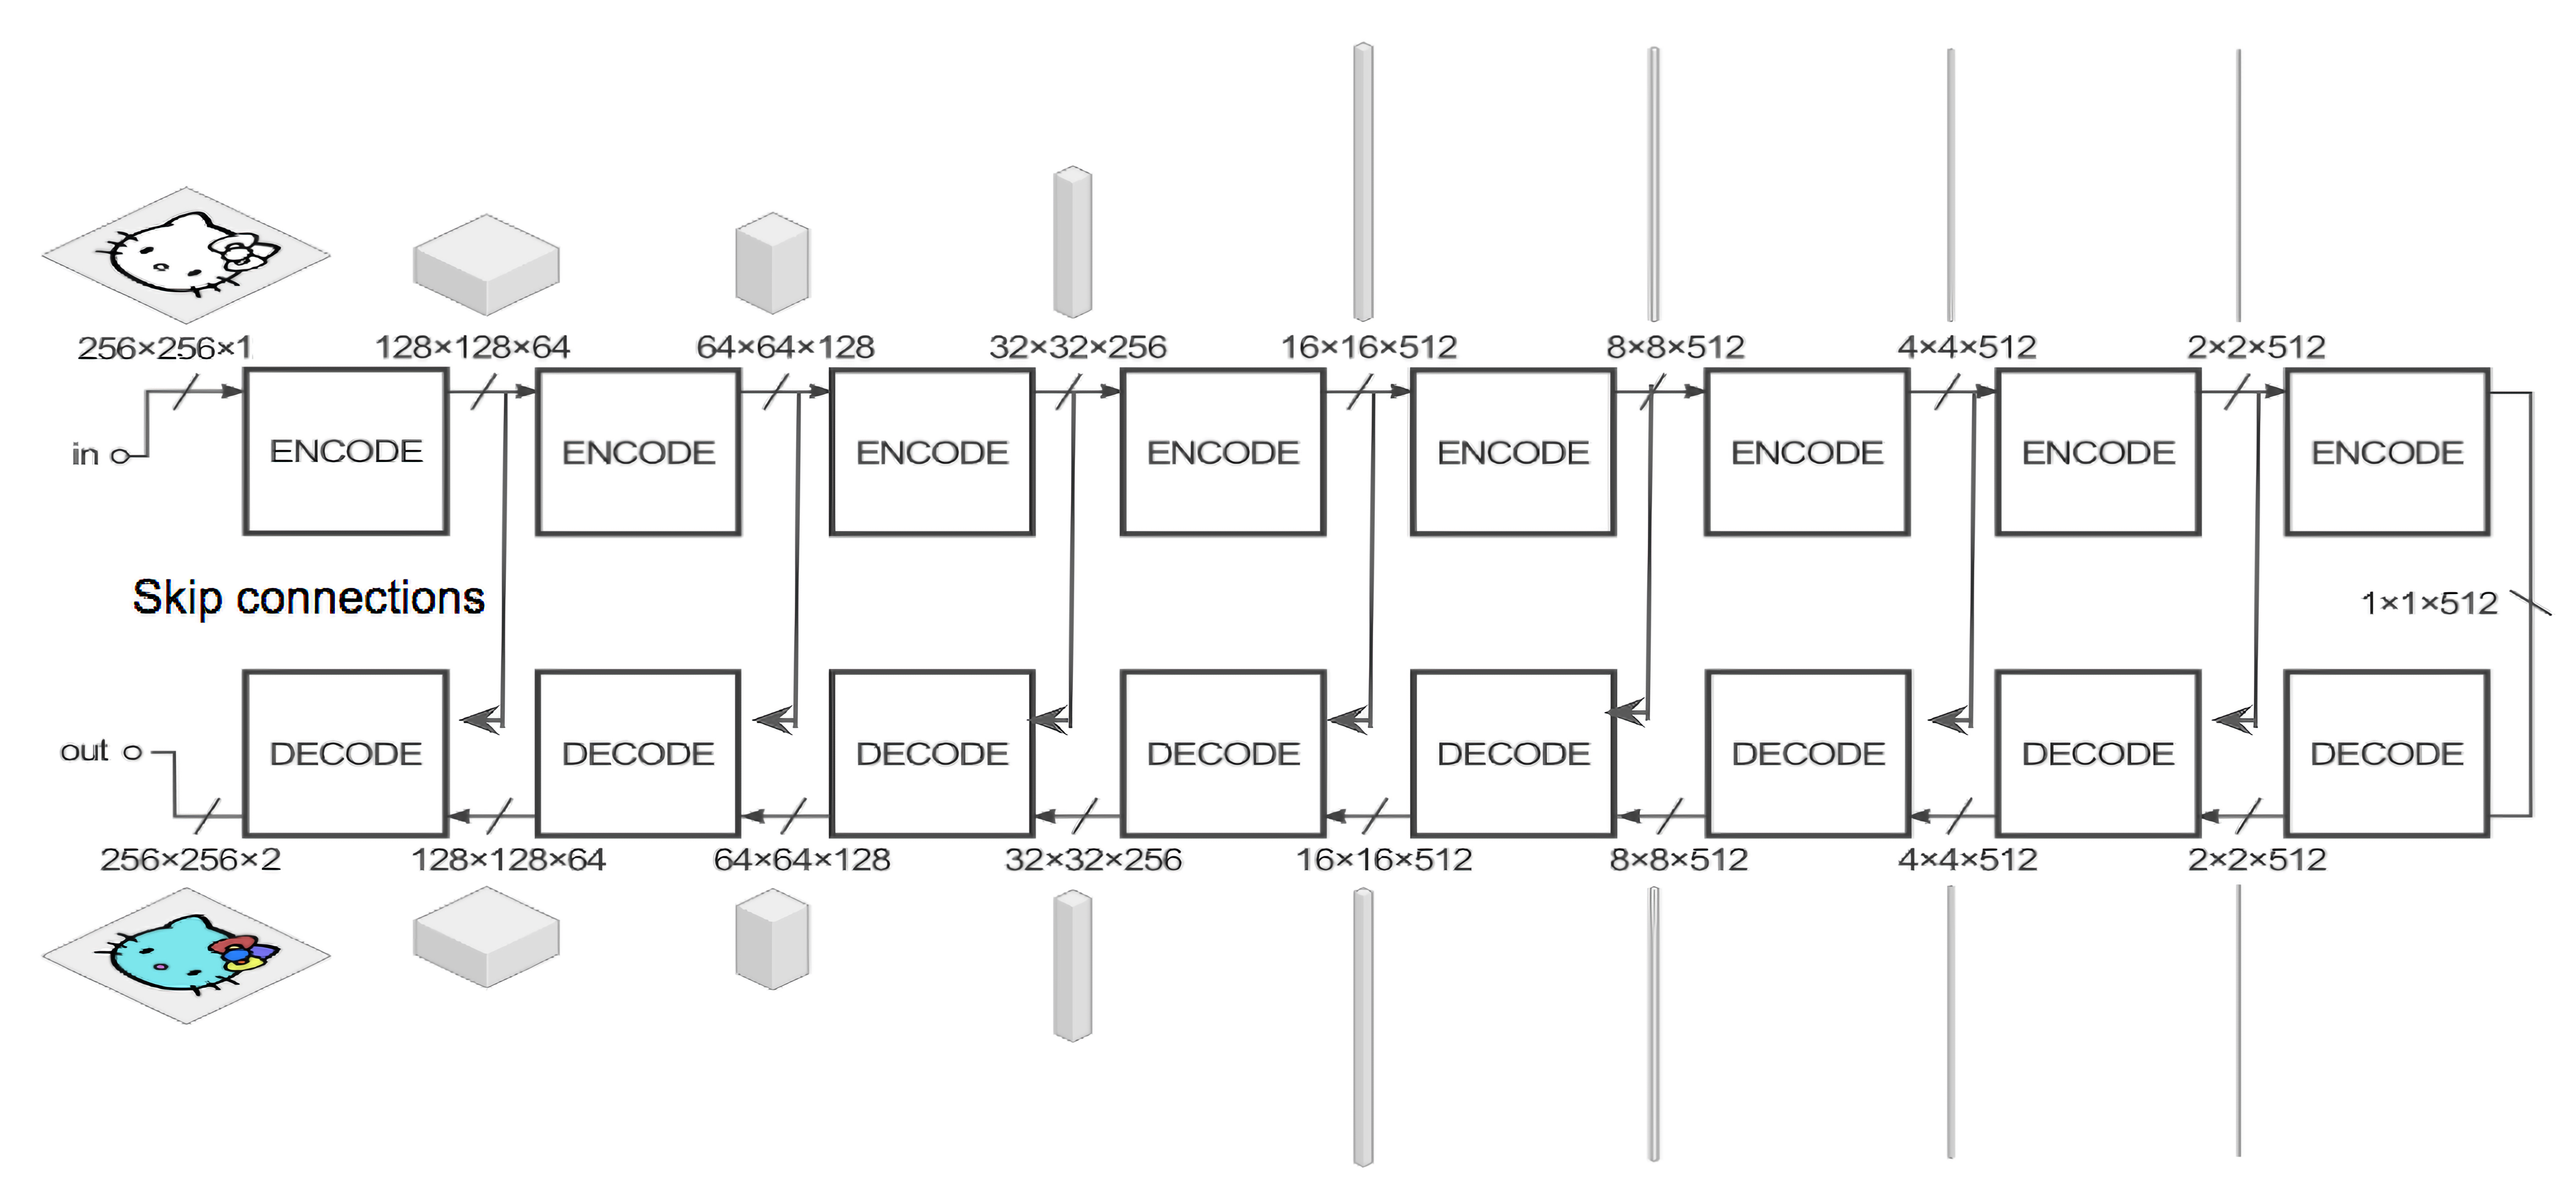 256×256×1 128×128×64 64×64×128 32×32×256 16×16×512 8×8×512 4×4×512 2×2×512
in ENCODE ENCODE ENCODE ENCODE ENCODE ENCODE ENCODE ENCODE
Skip connections 1×1×512
out DECODE DECODE DECODE DECODE DECODE DECODE DECODE DECODE
256×256×2 128×128×64 64×64×128 32×32×256 16×16×512 8×8×512 4×4×512 2×2×512